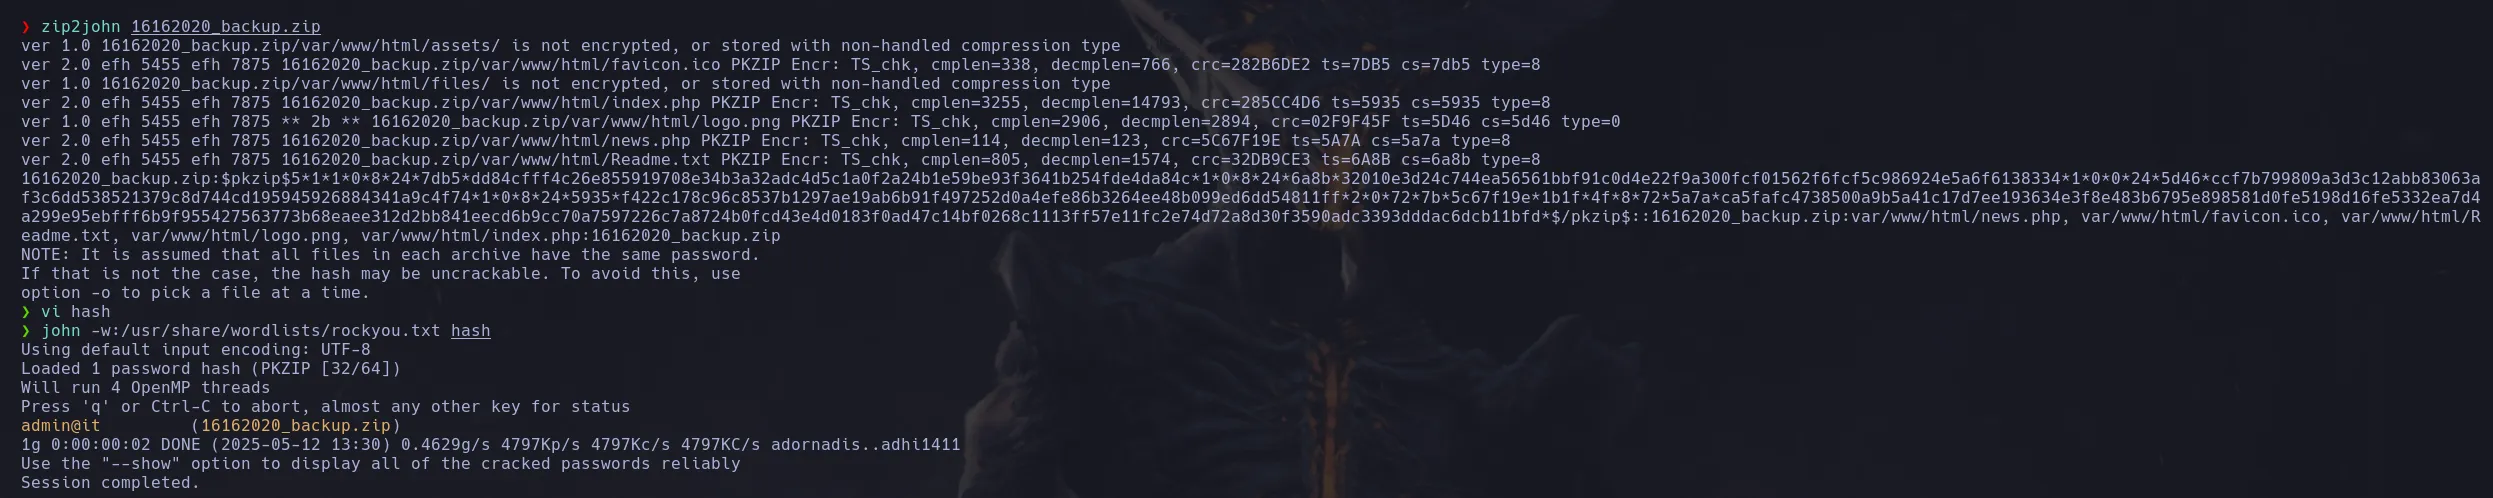 ❯ zip2john 16162020_backup.zip
ver 1.0 16162020_backup.zip/var/www/html/assets/ is not encrypted, or stored with non-handled compression type
ver 2.0 efh 5455 efh 7875 16162020_backup.zip/var/www/html/favicon.ico PKZIP Encr: TS_chk, cmplen=338, decmplen=766, crc=282B6DE2 ts=7DB5 cs=7db5 type=8
ver 1.0 16162020_backup.zip/var/www/html/files/ is not encrypted, or stored with non-handled compression type
ver 2.0 efh 5455 efh 7875 16162020_backup.zip/var/www/html/index.php PKZIP Encr: TS_chk, cmplen=3255, decmplen=14793, crc=285CC4D6 ts=5935 cs=5935 type=8
ver 1.0 efh 5455 efh 7875 ** 2b ** 16162020_backup.zip/var/www/html/logo.png PKZIP Encr: TS_chk, cmplen=2906, decmplen=2894, crc=02F9F45F ts=5D46 cs=5d46 type=0
ver 2.0 efh 5455 efh 7875 16162020_backup.zip/var/www/html/news.php PKZIP Encr: TS_chk, cmplen=114, decmplen=123, crc=5C67F19E ts=5A7A cs=5a7a type=8
ver 2.0 efh 5455 efh 7875 16162020_backup.zip/var/www/html/Readme.txt PKZIP Encr: TS_chk, cmplen=805, decmplen=1574, crc=32DB9CE3 ts=6A8B cs=6a8b type=8
16162020_backup.zip:$pkzip$5*1*1*0*8*24*7db5*dd84cfff4c26e855919708e34b3a32adc4d5c1a0f2a24b1e59be93f3641b254fde4da84c*1*0*8*24*6a8b*32010e3d24c744ea56561bbf91c0d4e22f9a300fcf01562f6fcf5c986924e5a6f6138334*1*0*0*24*5d46*ccf7b799809a3d3c12abb83063a
f3c6dd538521379c8d744cd195945926884341a9c4f74*1*0*8*24*5935*f422c178c96c8537b1297ae19ab6b91f497252d0a4efe86b3264ee48b099ed6dd54811ff*2*0*72*7b*5c67f19e*1b1f*4f*8*72*5a7a*ca5fafc4738500a9b5a41c17d7ee193634e3f8e483b6795e898581d0fe5198d16fe5332ea7d4
a299e95ebfff6b9f955427563773b68eaee312d2bb841eecd6b9cc70a7597226c7a8724b0fcd43e4d0183f0ad47c14bf0268c1113ff57e11fc2e74d72a8d30f3590adc3393dddac6dcb11bfd*$/pkzip$::16162020_backup.zip:var/www/html/news.php, var/www/html/favicon.ico, var/www/html/R
eadme.txt, var/www/html/logo.png, var/www/html/index.php:16162020_backup.zip
NOTE: It is assumed that all files in each archive have the same password.
If that is not the case, the hash may be uncrackable. To avoid this, use
option -o to pick a file at a time.
❯ vi hash
❯ john -w:/usr/share/wordlists/rockyou.txt hash
Using default input encoding: UTF-8
Loaded 1 password hash (PKZIP [32/64])
Will run 4 OpenMP threads
Press 'q' or Ctrl-C to abort, almost any other key for status
admin@it         (16162020_backup.zip)
1g 0:00:00:02 DONE (2025-05-12 13:30) 0.4629g/s 4797Kp/s 4797Kc/s 4797KC/s adornadis..adhi1411
Use the "--show" option to display all of the cracked passwords reliably
Session completed.